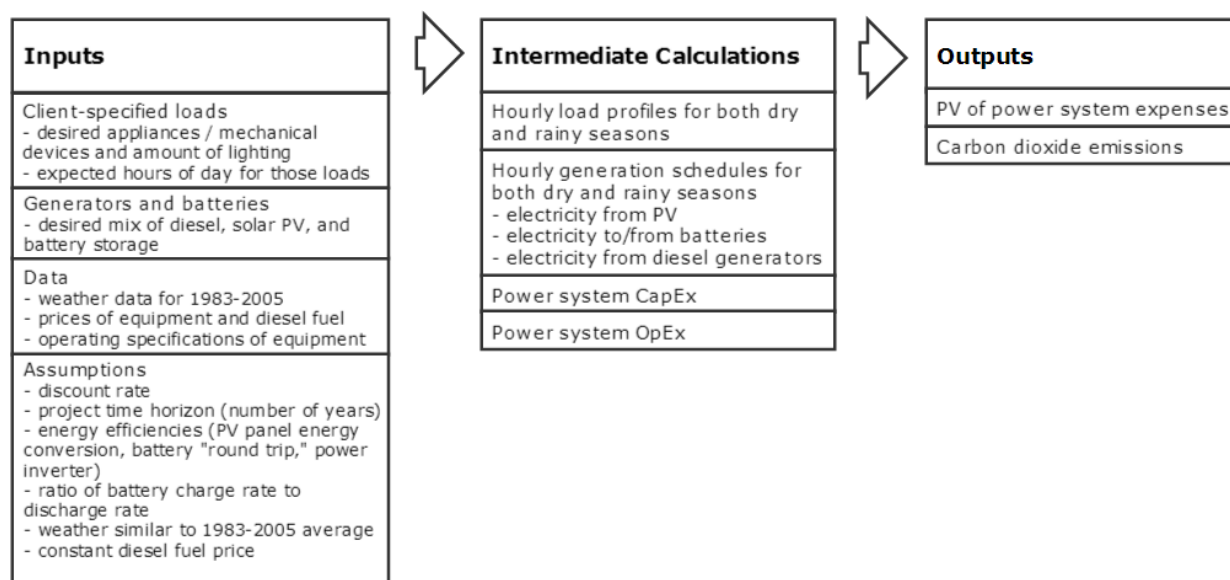 Inputs
Client-specified loads
- desired appliances / mechanical
devices and amount of lighting
- expected hours of day for those loads
Generators and batteries
- desired mix of diesel, solar PV, and
battery storage
Data
- weather data for 1983-2005
- prices of equipment and diesel fuel
- operating specifications of equipment
Assumptions
- discount rate
- project time horizon (number of years)
- energy efficiencies (PV panel energy
conversion, battery "round trip," power
inverter)
- ratio of battery charge rate to
discharge rate
- weather similar to 1983-2005 average
- constant diesel fuel price
Intermediate Calculations
Hourly load profiles for both dry
and rainy seasons
Hourly generation schedules for
both dry and rainy seasons
- electricity from PV
- electricity to/from batteries
- electricity from diesel generators
Power system CapEx
Power system OpEx
Outputs
PV of power system expenses
Carbon dioxide emissions